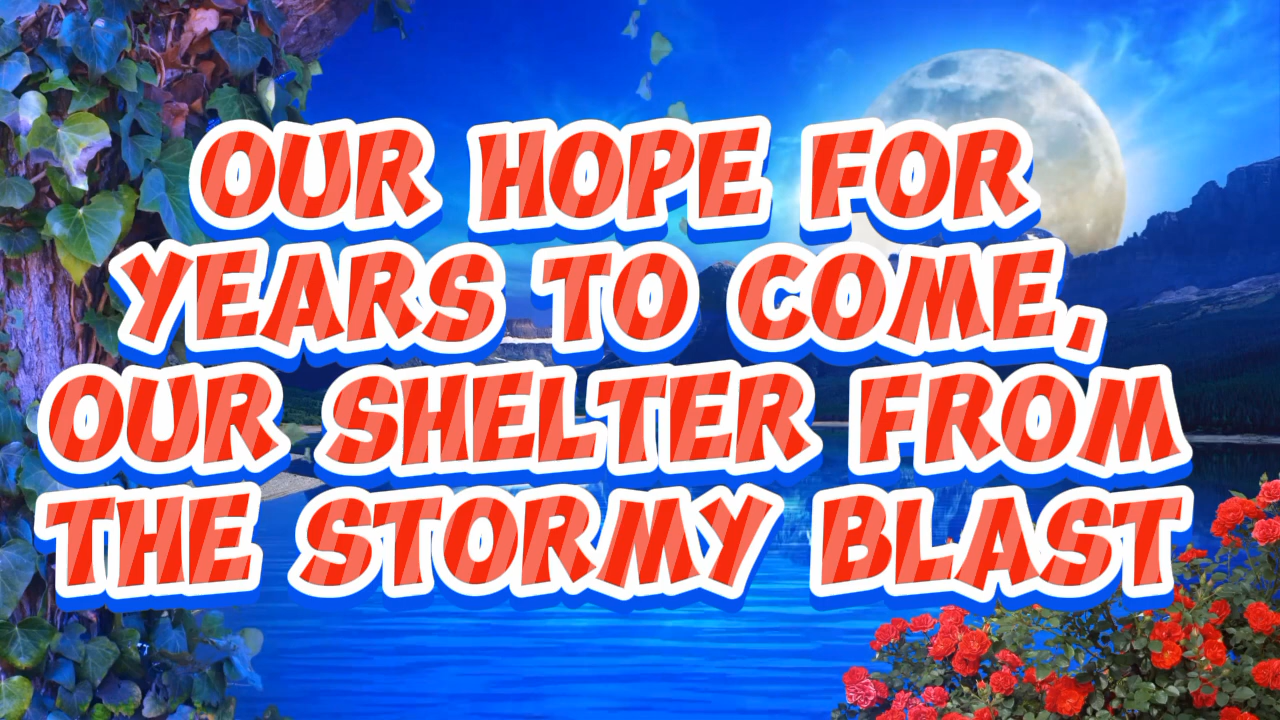 OUR HOPE FOR
YEARS TO COME,
OUR SHELTER FROM
THE STORMY BLAST